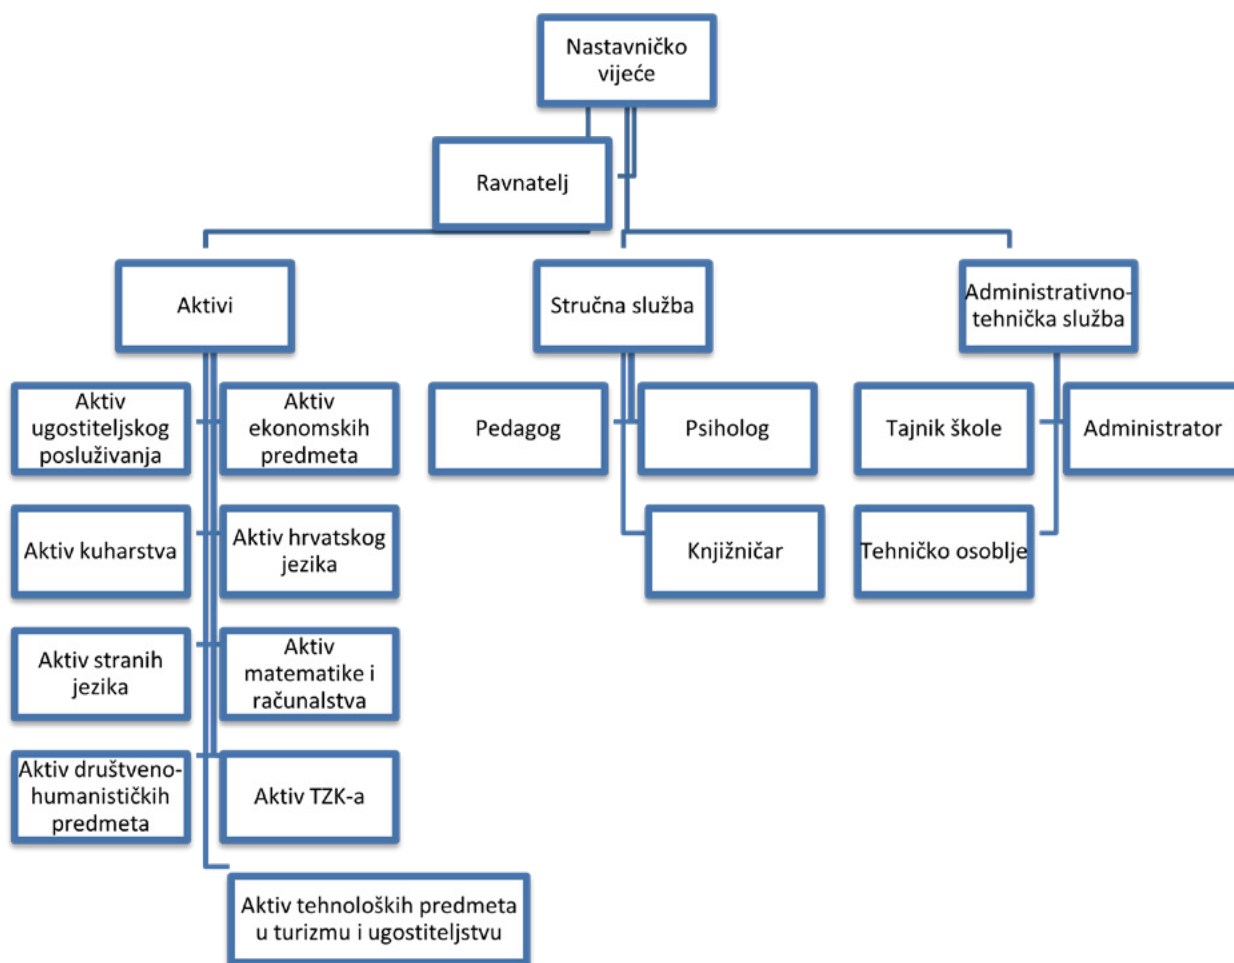 Nastavničko
vijeće
Ravnatelj
Aktivi
Stručna služba
Administrativno-
tehnička služba
Aktiv
ugostiteljskog
posluživanja
Aktiv
ekonomskih
predmeta
Pedagog
Psiholog
Tajnik škole
Administrator
Aktiv kuharstva
Aktiv hrvatskog
jezika
Knjižničar
Tehničko osoblje
Aktiv stranih
jezika
Aktiv
matematike i
računalstva
Aktiv društveno-
humanističkih
predmeta
Aktiv TZK-a
Aktiv tehnoloških predmeta
u turizmu i ugostiteljstvu